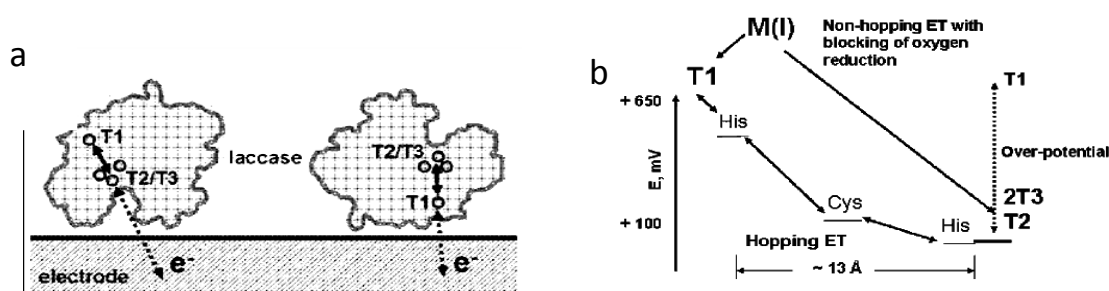 a
T1
T2/T3
laccase
T2/T3
T1
e-
e-
electrode
b
M(I)
Non-hopping ET with
blocking of oxygen
reduction
T1
T1
+ 650
His
E, mV
Over-potential
Cys
2T3
+ 100
His
T2
Hopping ET
~ 13 Å